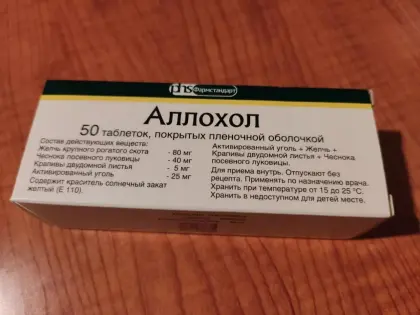 Фармстандарт
Аллохол
50 таблеток, покрытых пленочной оболочкой
Состав действующих веществ:
Желчь крупного рогатого скота - 80 мг
Чеснока посевного луковицы - 40 мг
Крапивы двудомной листья - 5 мг
Активированный уголь - 25 мг
Содержит краситель солнечный закат
желтый (Е 110).
Активированный уголь + Желчь +
Крапивы двудомной листья + Чеснока
посевного луковицы.
Для приема внутрь. Отпускают без
рецепта. Применять по назначению врача.
Хранить при температуре от 15 до 25 °С.
Хранить в недоступном для детей месте.